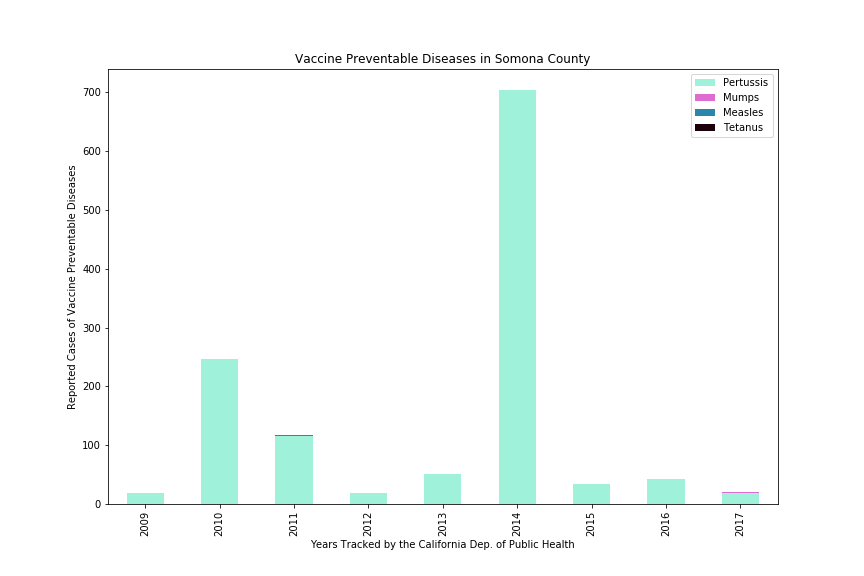 Vaccine Preventable Diseases in Somona County
Pertussis
Mumps
Measles
Tetanus
Reported Cases of Vaccine Preventable Diseases
700
600
500
400
300
200
100
0
2009
2010
2011
2012
2013
2014
2015
2016
2017
Years Tracked by the California Dep. of Public Health